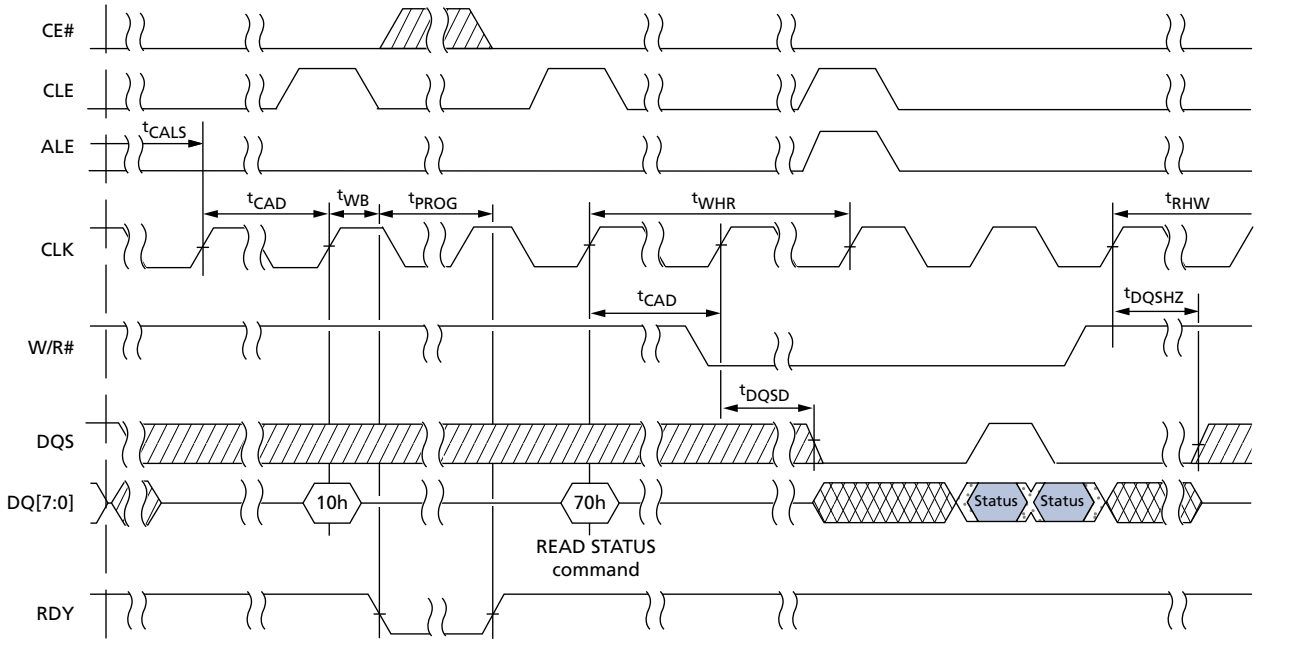 CE#
CLE
tCALS
ALE
tCAD tWB tPROG tWHR tRHW
CLK
tCAD tDQSHZ
W/R#
tDQSD
DQS
DQ[7:0] 10h 70h Status Status
READ STATUS
command
RDY